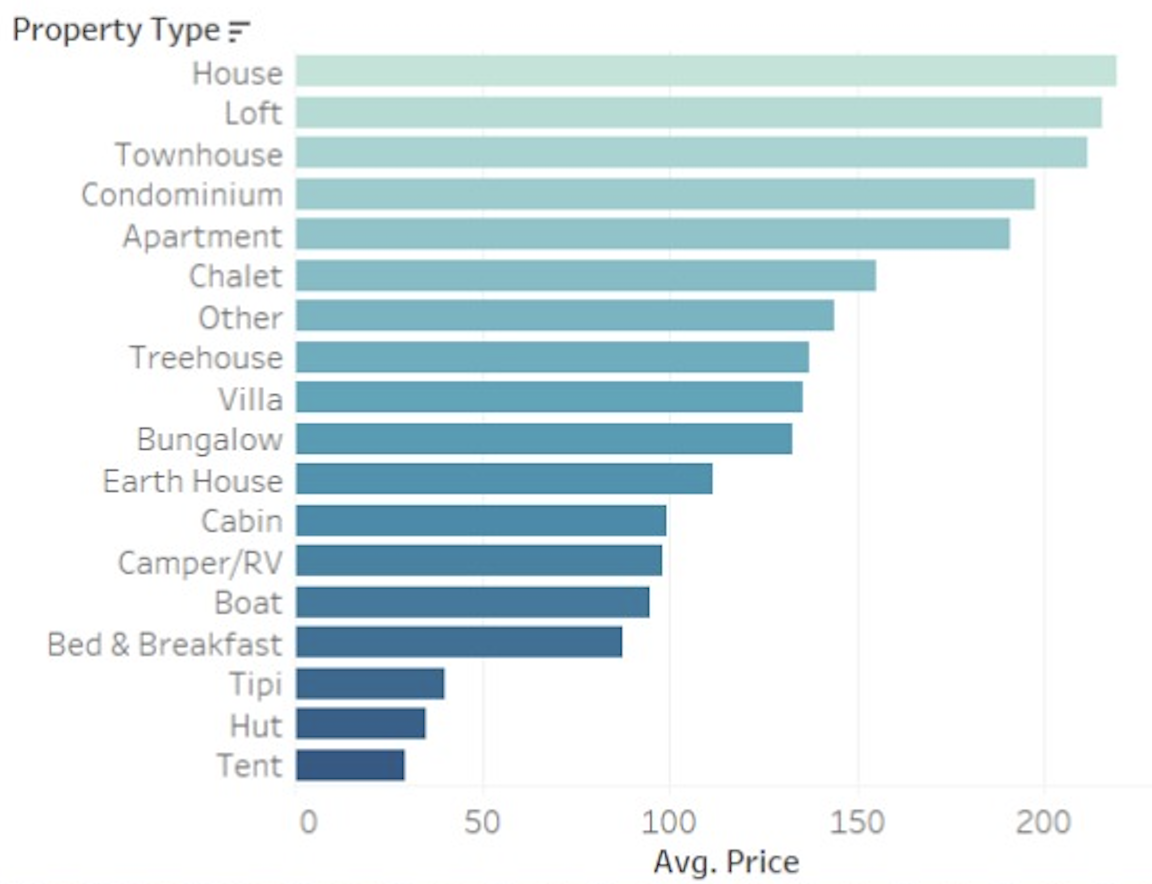 Property Type
House
Loft
Townhouse
Condominium
Apartment
Chalet
Other
Treehouse
Villa
Bungalow
Earth House
Cabin
Camper/RV
Boat
Bed & Breakfast
Tipi
Hut
Tent
0 50 100 150 200
Avg. Price